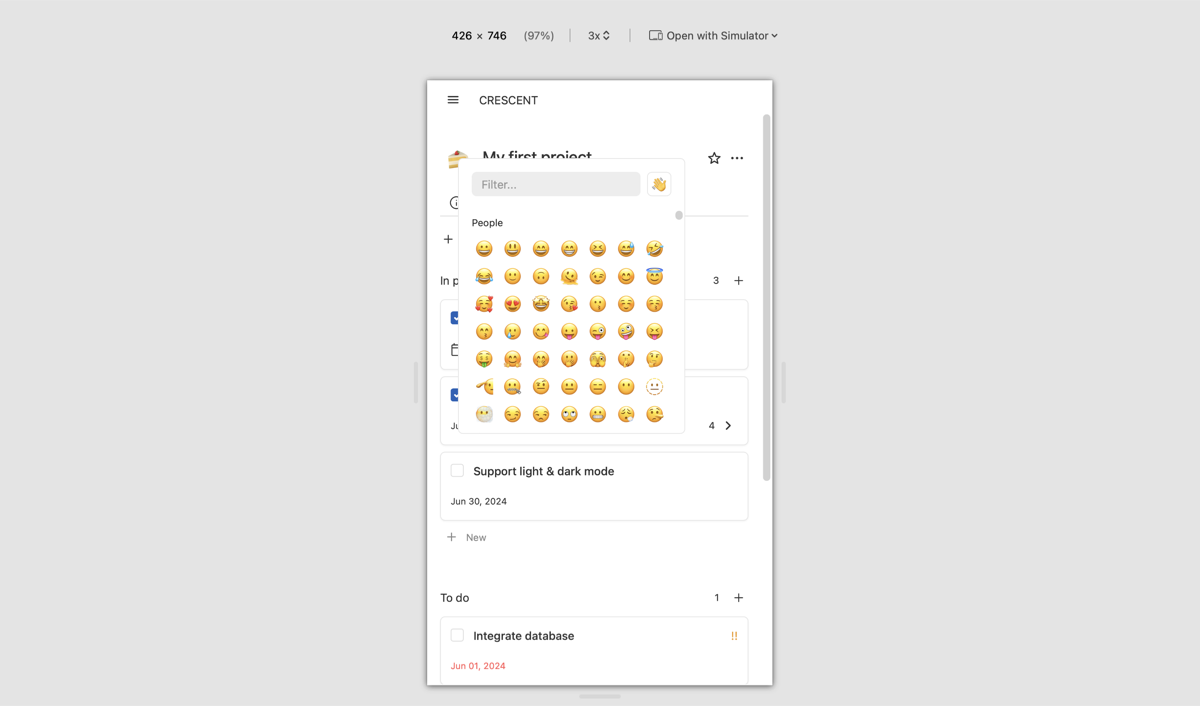 426 × 746 (97%) 3x Open with Simulator
CRESCENT
My first project
Filter...
People
In p
3
Ju
4
Support light & dark mode
Jun 30, 2024
New
To do
1
Integrate database
!!
Jun 01, 2024